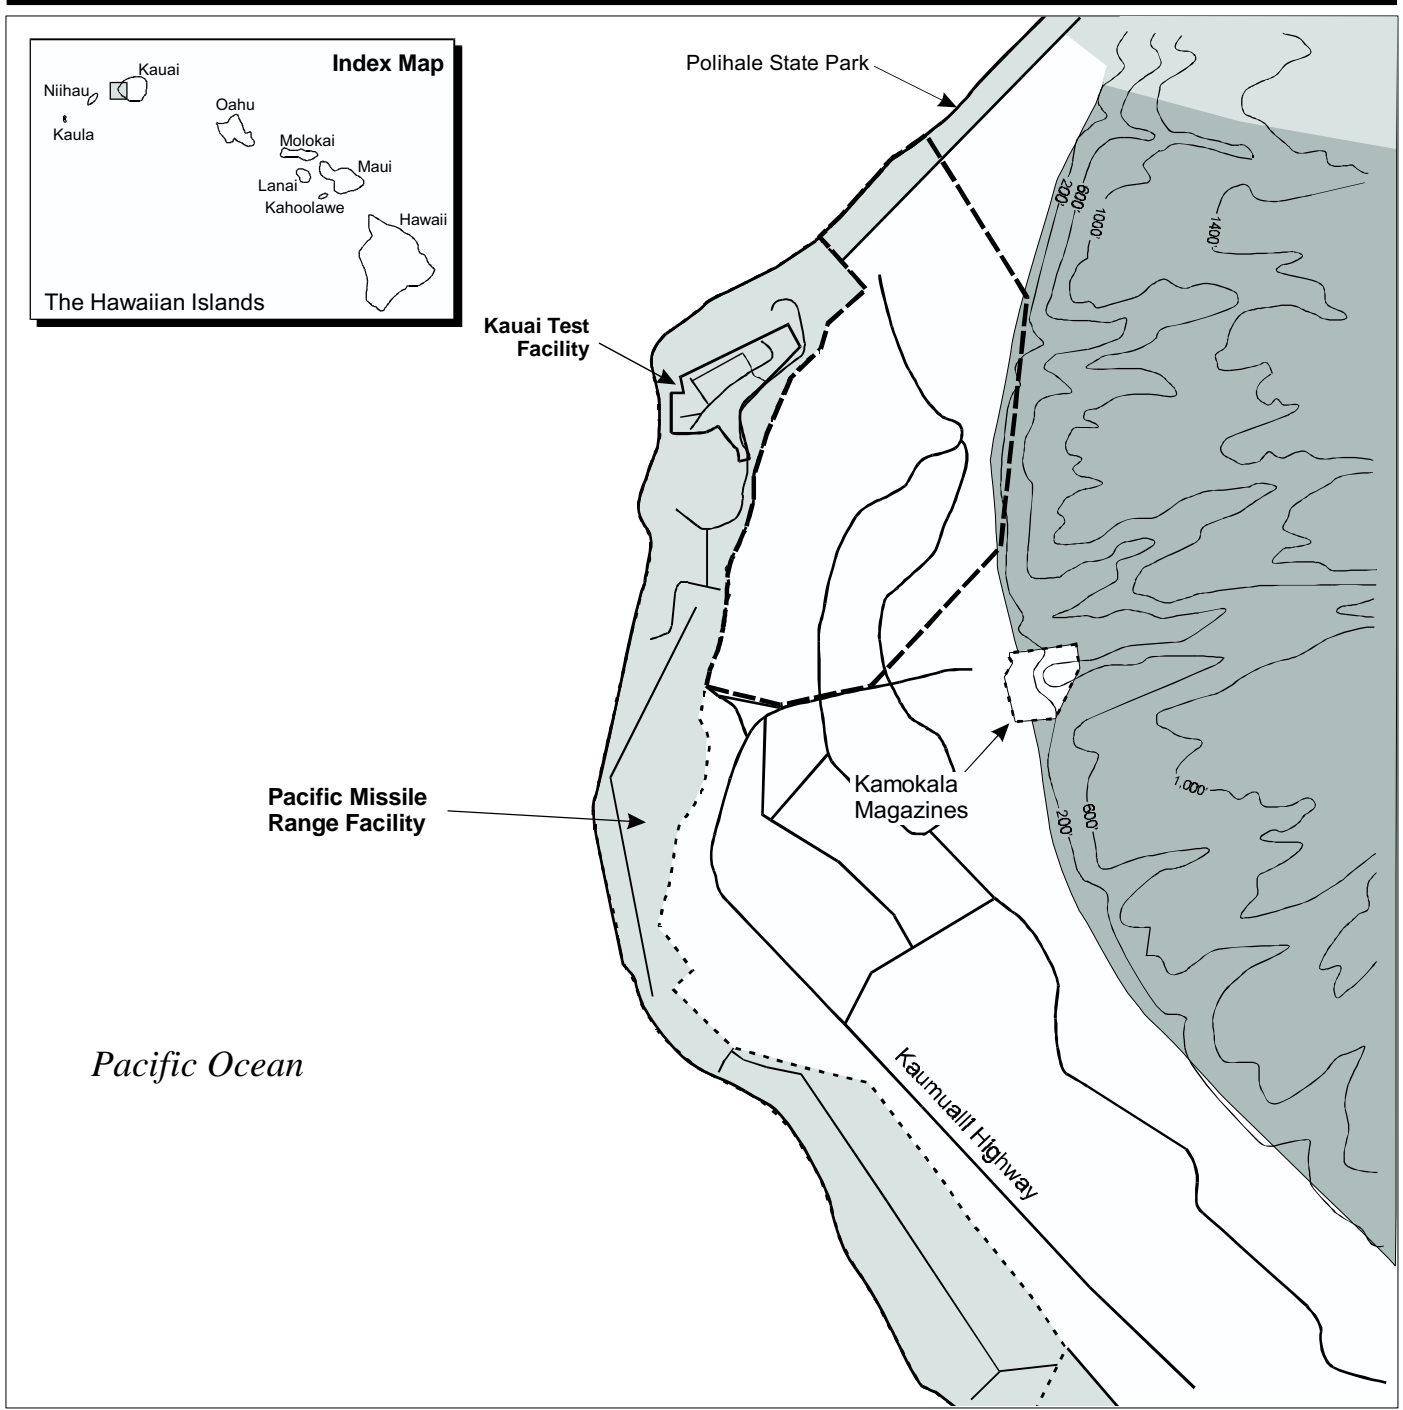 Index Map
Kauai
Niihau
Kaula
Oahu
Molokai
Maui
Lanai
Kahoolawe
Hawaii
The Hawaiian Islands
Polihale State Park
200'
600'
1000'
1400'
Kauai Test
Facility
Kamokala
Magazines
1,000'
200'
600'
Pacific Missile
Range Facility
Pacific Ocean
Kaumualli Highway